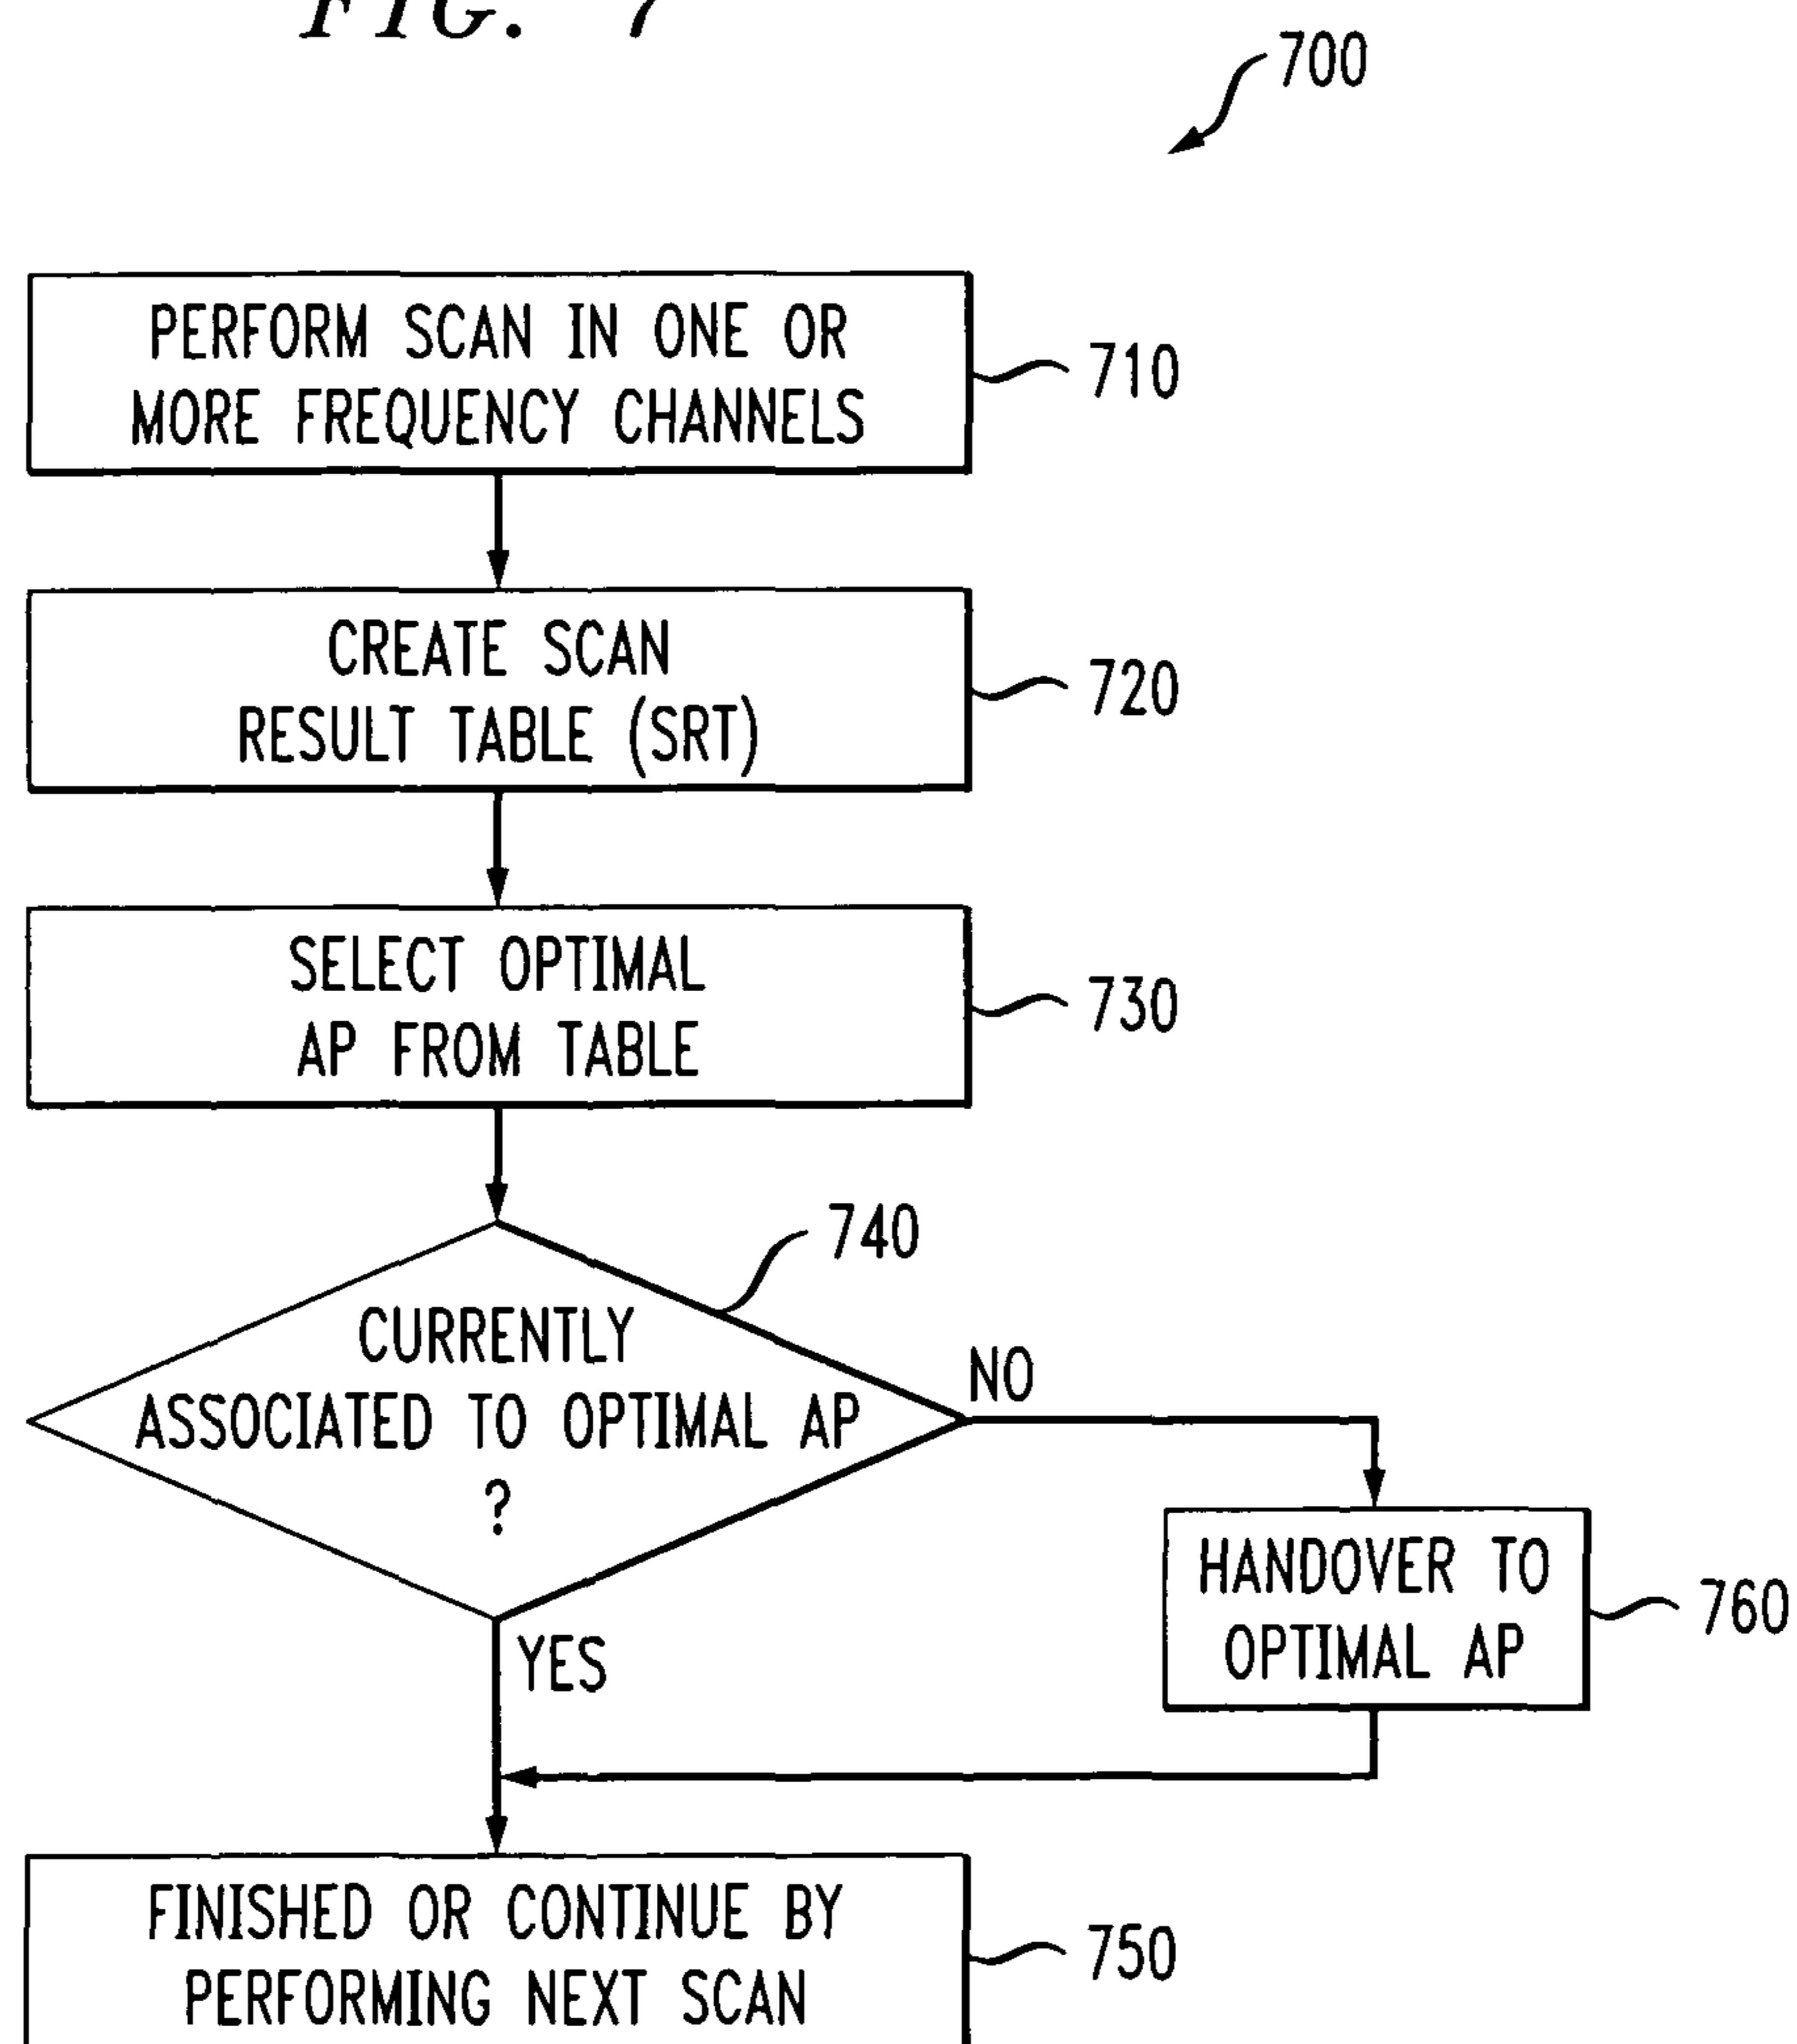 FIG. 7
700
PERFORM SCAN IN ONE OR
MORE FREQUENCY CHANNELS
710
CREATE SCAN
RESULT TABLE (SRT)
720
SELECT OPTIMAL
AP FROM TABLE
730
740
CURRENTLY
ASSOCIATED TO OPTIMAL AP
?
NO
YES
HANDOVER TO
OPTIMAL AP
760
FINISHED OR CONTINUE BY
PERFORMING NEXT SCAN
750